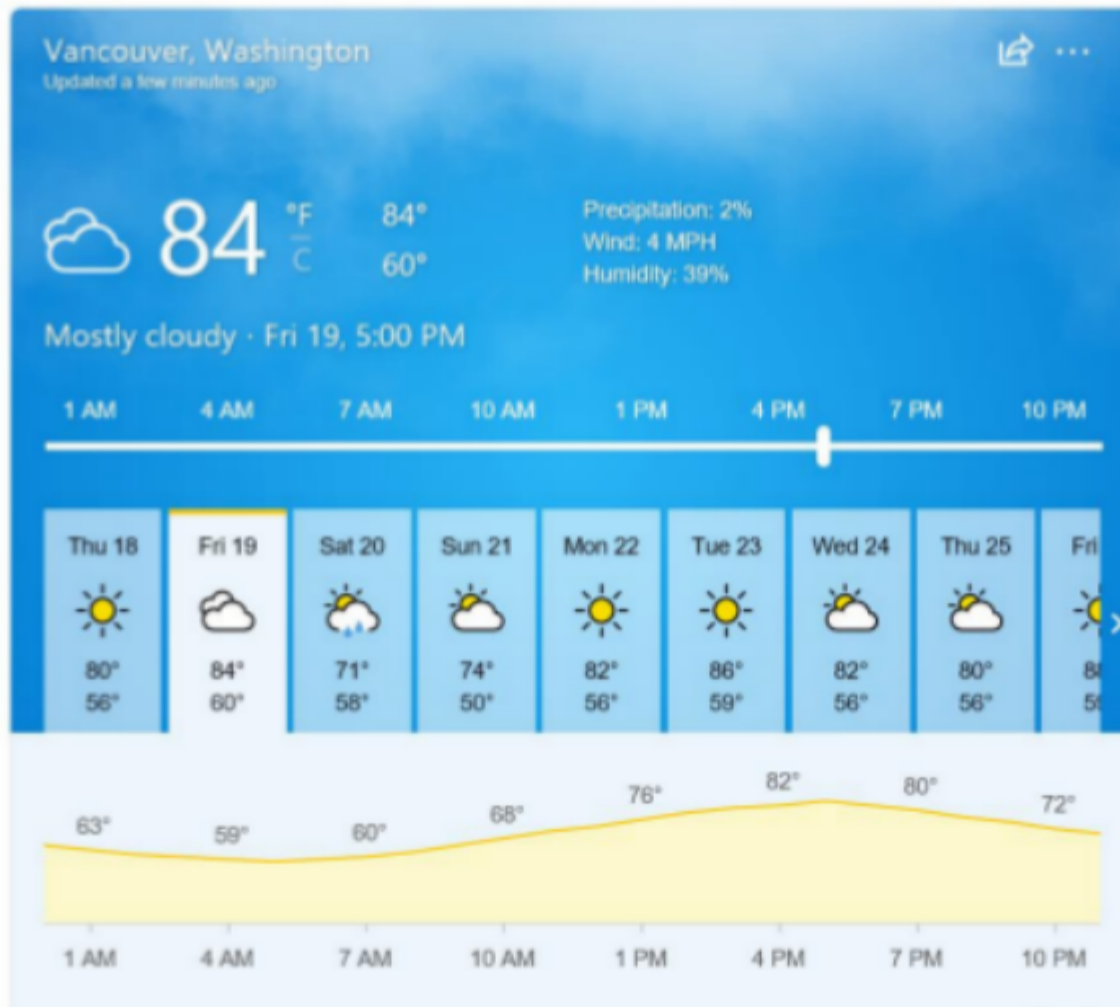 Vancouver, Washington
Updated a few minutes ago
84 °F C
84°
60°
Precipitation: 2%
Wind: 4 MPH
Humidity: 39%
Mostly cloudy · Fri 19, 5:00 PM
1 AM 4 AM 7 AM 10 AM 1 PM 4 PM 7 PM 10 PM
Thu 18 Fri 19 Sat 20 Sun 21 Mon 22 Tue 23 Wed 24 Thu 25 Fri
80° 84° 71° 74° 82° 86° 82° 80°
56° 60° 58° 50° 56° 59° 56° 56°
63° 59° 60° 68° 76° 82° 80° 72°
1 AM 4 AM 7 AM 10 AM 1 PM 4 PM 7 PM 10 PM